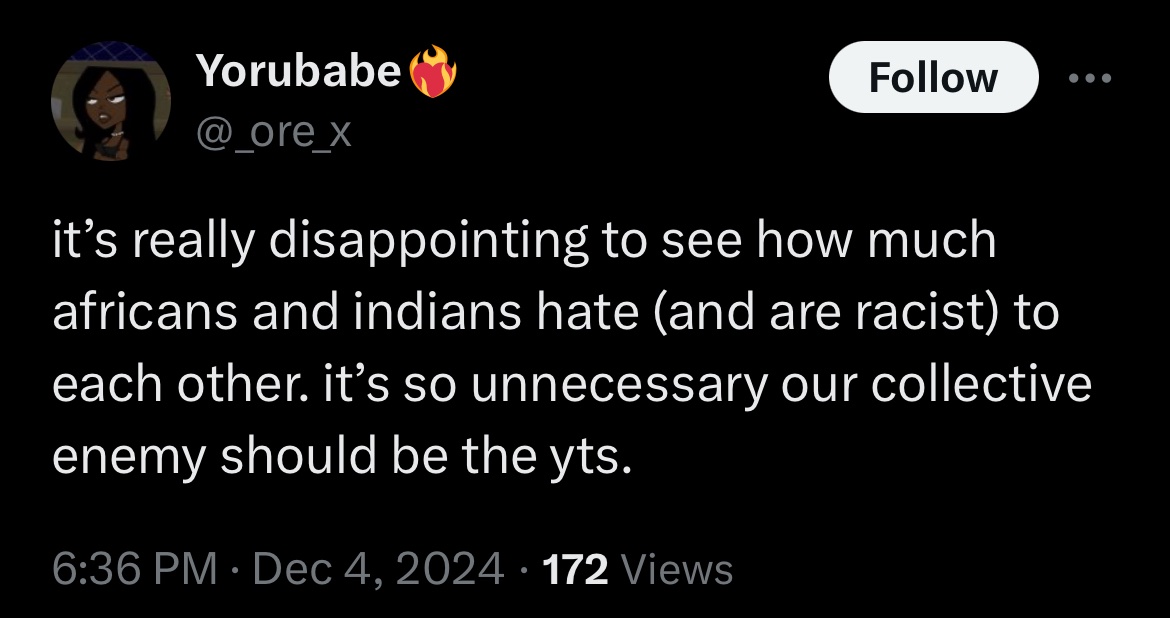 Yorubabe❤️‍🔥
Follow
@_ore_x
it’s really disappointing to see how much
africans and indians hate (and are racist) to
each other. it’s so unnecessary our collective
enemy should be the yts.
6:36 PM · Dec 4, 2024 · 172 Views